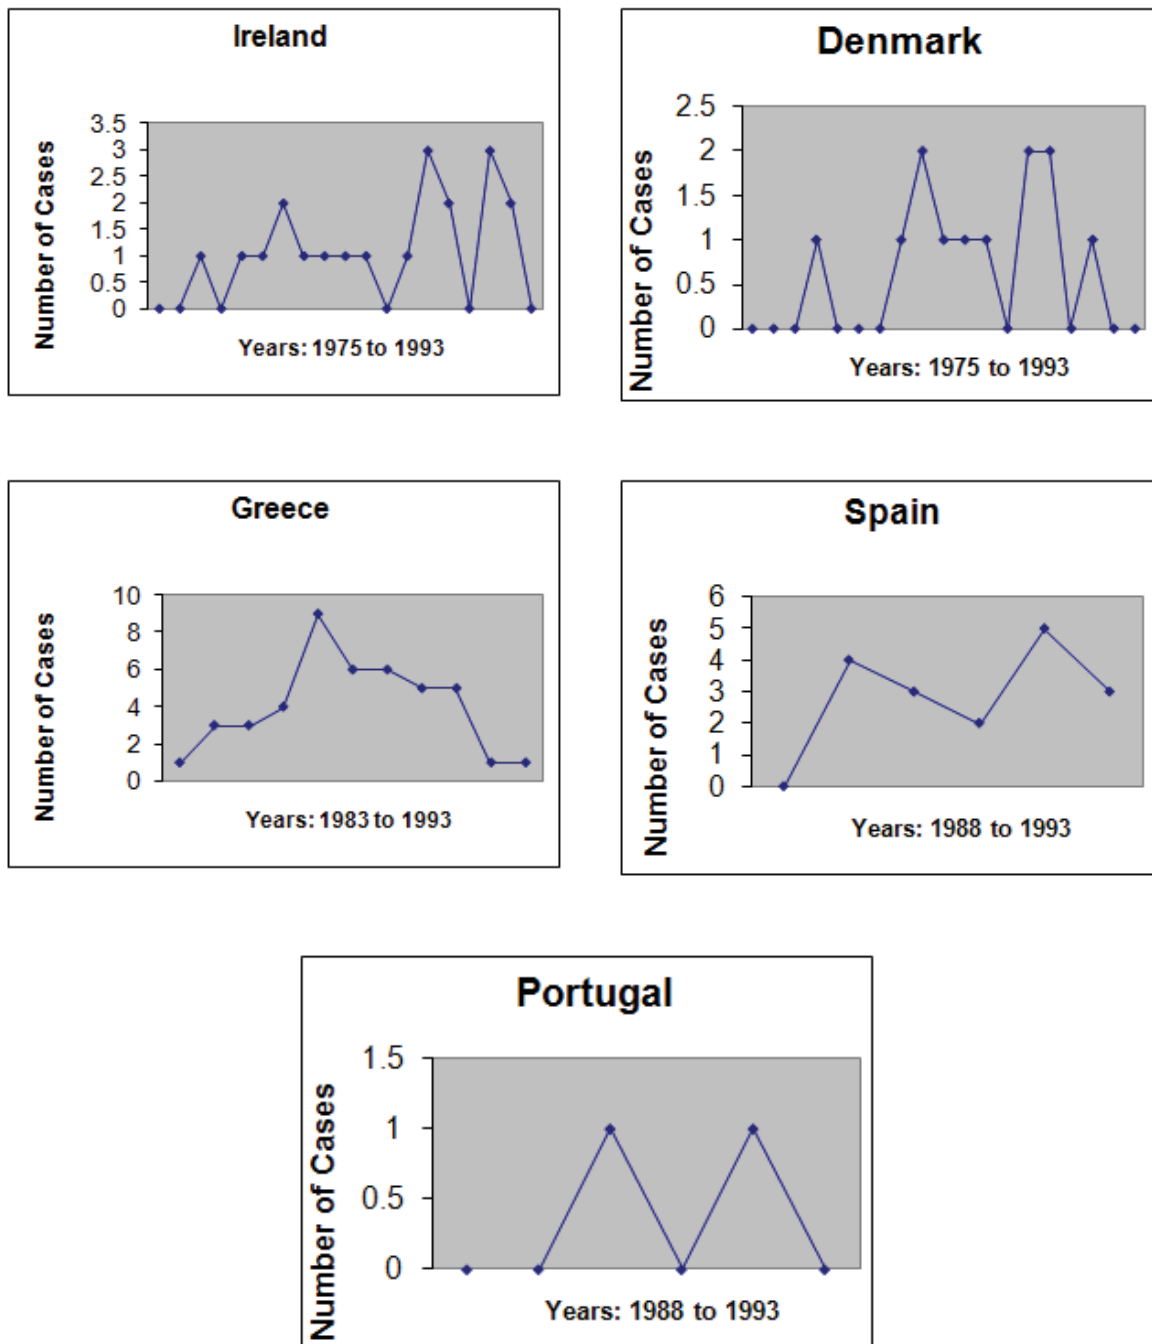 Ireland
Number of Cases
3.5
3
2.5
2
1.5
1
0.5
0
Years: 1975 to 1993
Denmark
Number of Cases
2.5
2
1.5
1
0.5
0
Years: 1975 to 1993
Greece
Number of Cases
10
8
6
4
2
0
Years: 1983 to 1993
Spain
Number of Cases
6
5
4
3
2
1
0
Years: 1988 to 1993
Portugal
Number of Cases
1.5
1
0.5
0
Years: 1988 to 1993